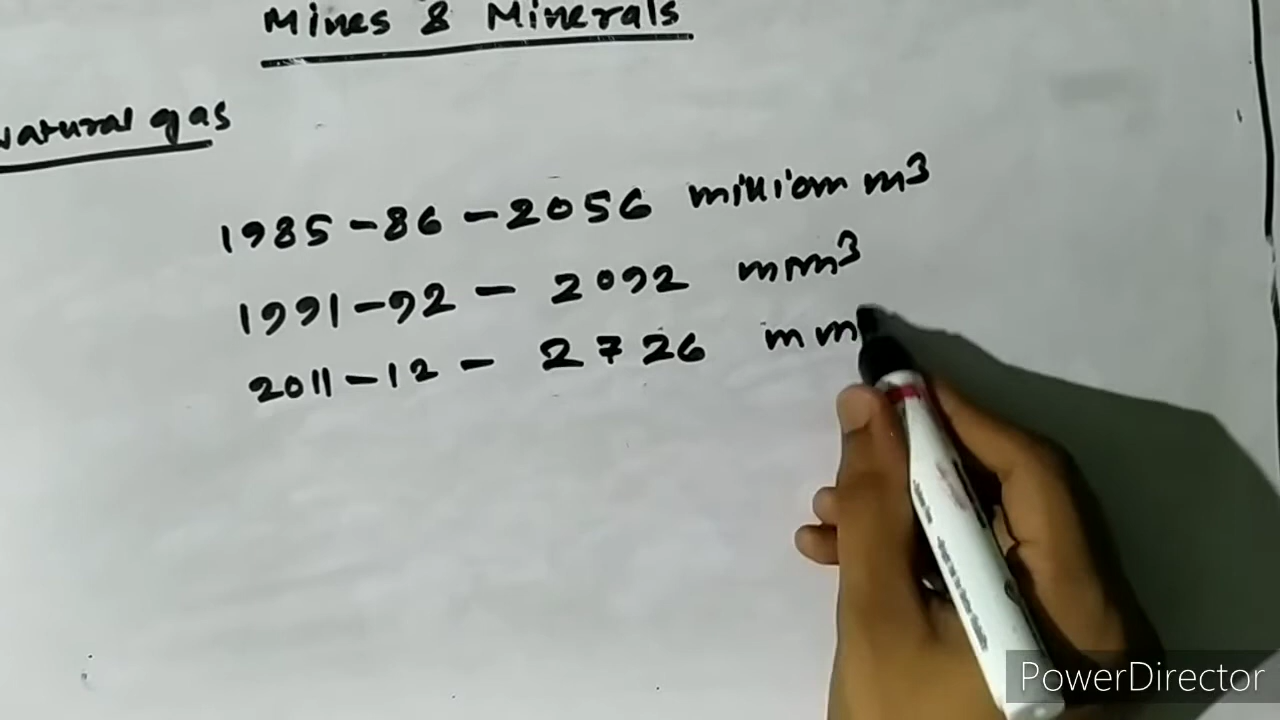 Mines & Minerals
Natural gas
1985-86-2056 million m³
1991-92 - 2092 mm³
2011-12 - 2726 mm
PowerDirector